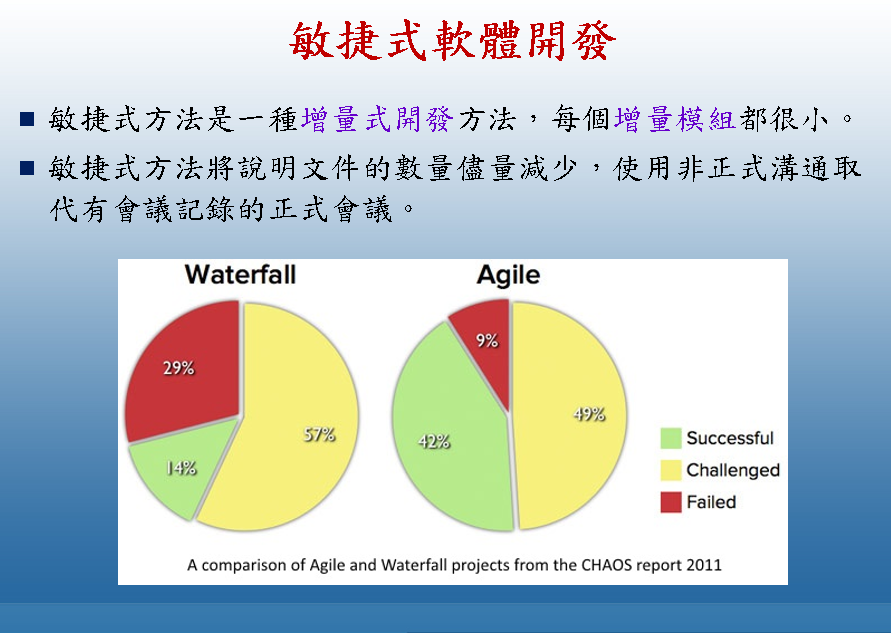 敏捷式軟體開發
敏捷式方法是一種增量式開發方法，每個增量模組都很小。
敏捷式方法將說明文件的數量儘量減少，使用非正式溝通取
代有會議記錄的正式會議。
Waterfall
Agile
29%
57%
14%
9%
49%
42%
Successful
Challenged
Failed
A comparison of Agile and Waterfall projects from the CHAOS report 2011